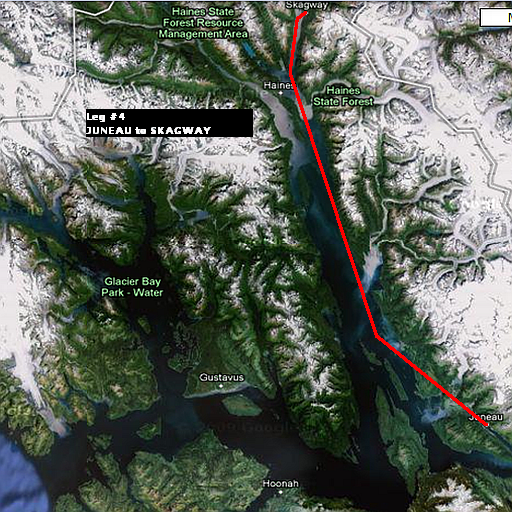 Skagway
Haines State
Forest Resource
Management Area
Haines
Haines
State Forest
Leg #4
JUNEAU to SKAGWAY
Glacier Bay
Park - Water
Gustavus
Juneau
Hoonah